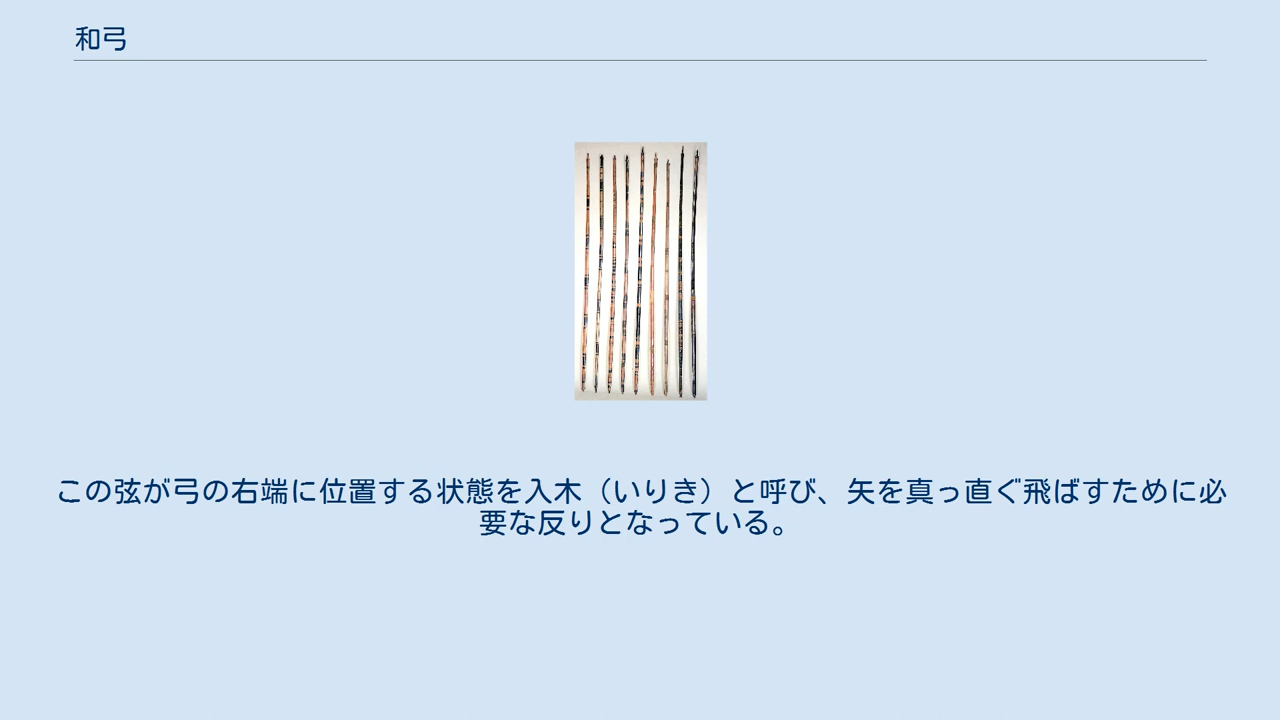 和弓
この弦が弓の右端に位置する状態を入木（いりき）と呼び、矢を真っ直ぐ飛ばすために必
要な反りとなっている。